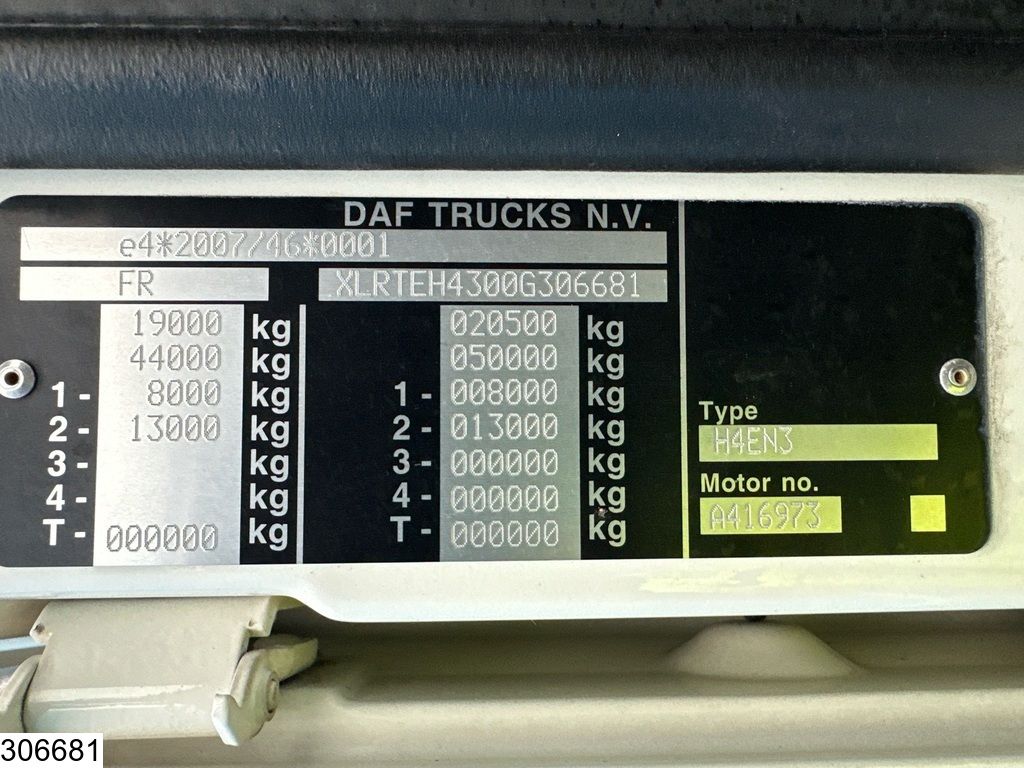 DAF TRUCKS N.V.
e4*2007/46*0001
FR XLRTEH4300G306681
19000 kg 020500 kg
44000 kg 050000 kg
1- 8000 kg 1- 008000 kg
2- 13000 kg 2- 013000 kg
3- kg 3- 000000 kg
4- kg 4- 000000 kg
T- 000000 kg T- 000000 kg
Type
H4EN3
Motor no.
A416973
306681